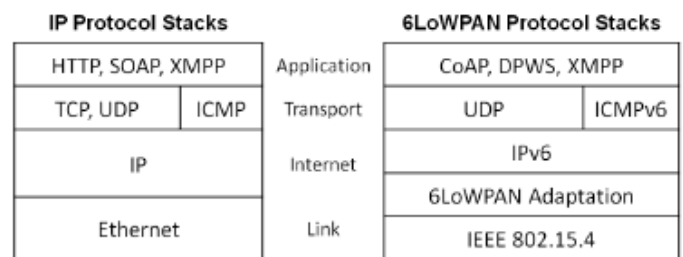 IP Protocol Stacks 6LoWPAN Protocol Stacks
HTTP, SOAP, XMPP Application CoAP, DPWS, XMPP
TCP, UDP ICMP Transport UDP ICMPv6
IP Internet IPv6
6LoWPAN Adaptation
Ethernet Link IEEE 802.15.4